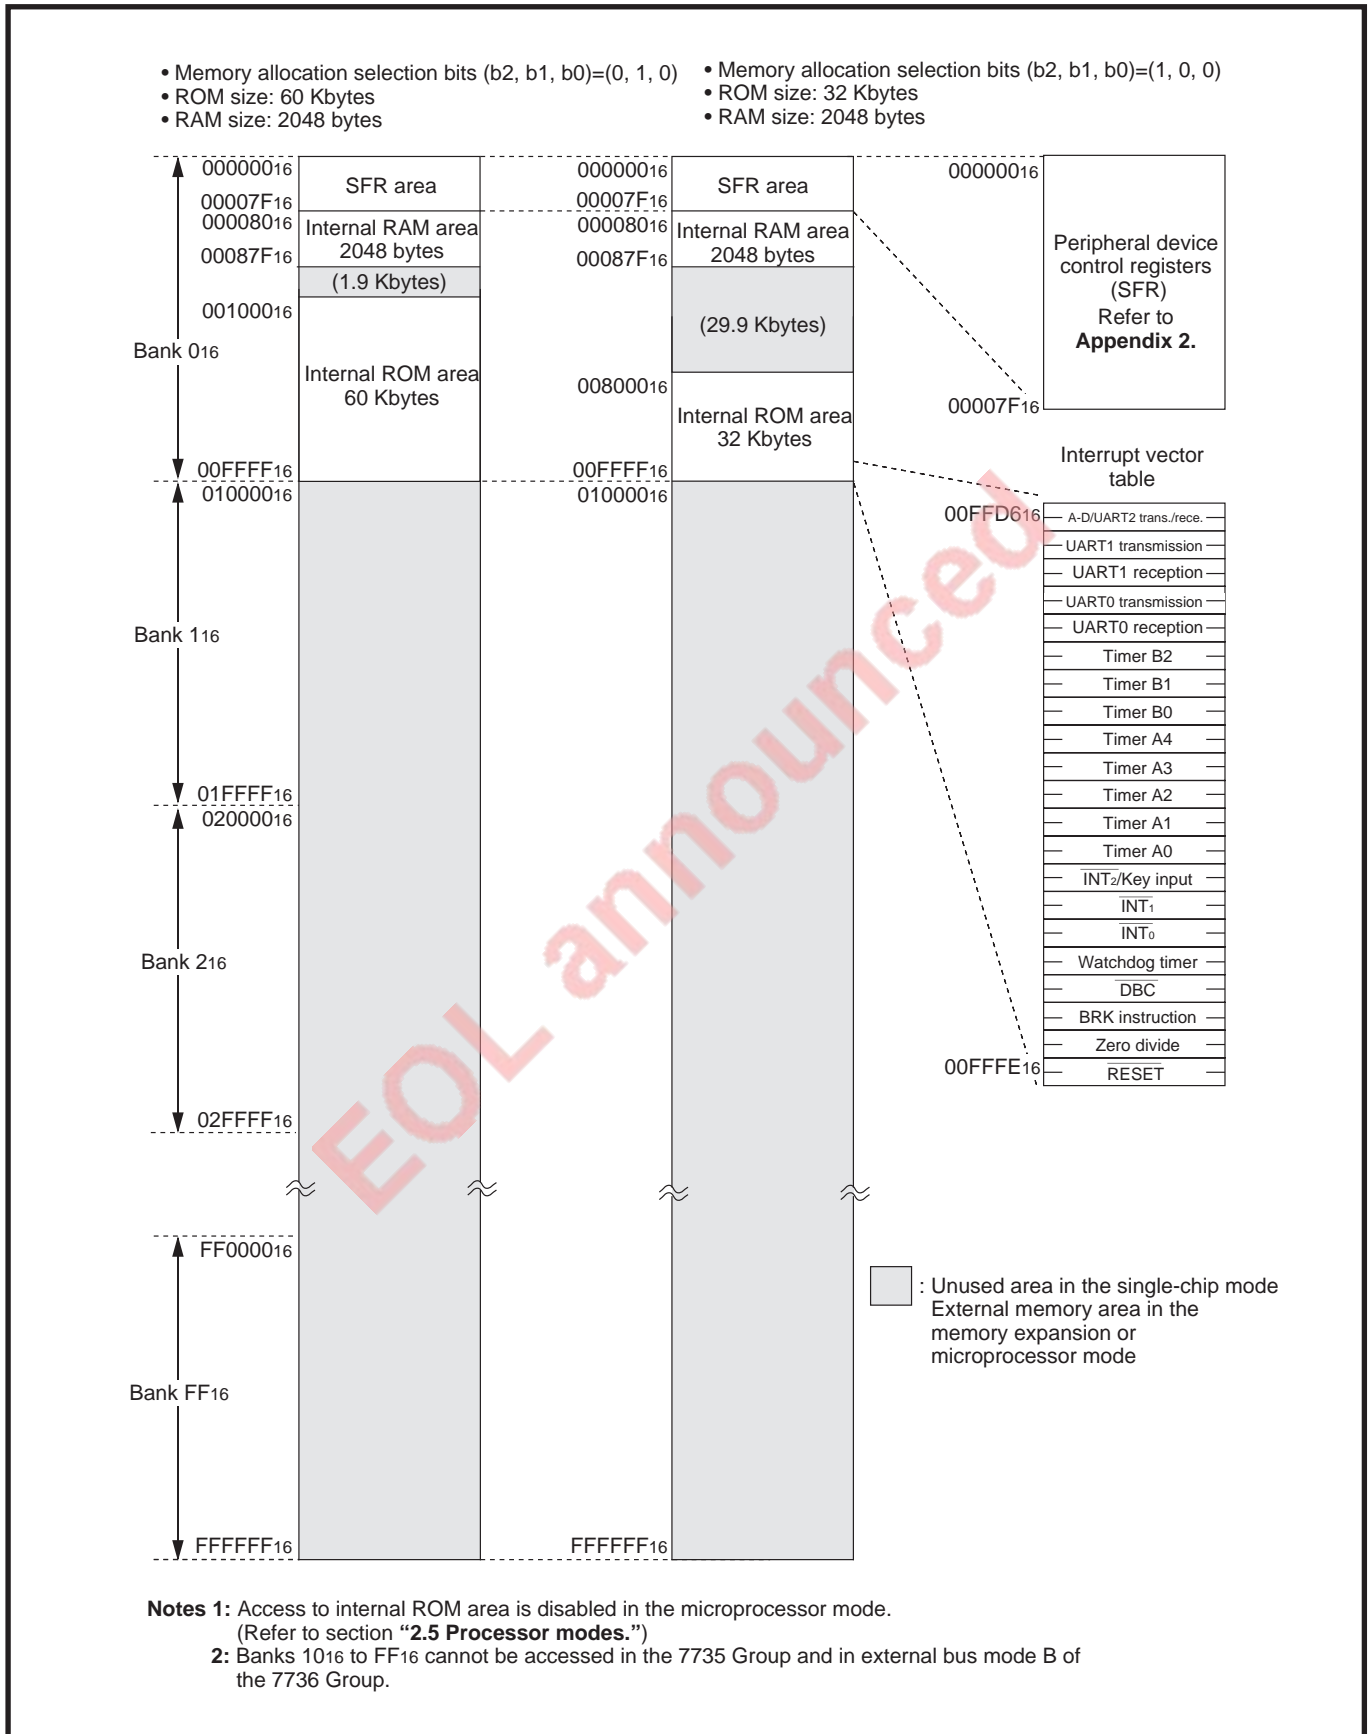 • Memory allocation selection bits (b2, b1, b0)=(0, 1, 0)
• ROM size: 60 Kbytes
• RAM size: 2048 bytes
• Memory allocation selection bits (b2, b1, b0)=(1, 0, 0)
• ROM size: 32 Kbytes
• RAM size: 2048 bytes
00000016
00007F16
00008016
00087F16
00100016
Bank 016
00FFFF16
01000016
Bank 116
01FFFF16
02000016
Bank 216
02FFFF16
FF000016
Bank FF16
FFFFFF16
SFR area
Internal RAM area
2048 bytes
(1.9 Kbytes)
Internal ROM area
60 Kbytes
00000016
00007F16
00008016
00087F16
00800016
00FFFF16
01000016
FFFFFF16
SFR area
Internal RAM area
2048 bytes
(29.9 Kbytes)
Internal ROM area
32 Kbytes
00000016
Peripheral device
control registers
(SFR)
Refer to
Appendix 2.
00007F16
Interrupt vector
table
00FFD616
A-D/UART2 trans./rece.
UART1 transmission
UART1 reception
UART0 transmission
UART0 reception
Timer B2
Timer B1
Timer B0
Timer A4
Timer A3
Timer A2
Timer A1
Timer A0
INT2/Key input
INT1
INT0
Watchdog timer
DBC
BRK instruction
Zero divide
00FFFE16
RESET
EOL announced
: Unused area in the single-chip mode
External memory area in the
memory expansion or
microprocessor mode
Notes 1: Access to internal ROM area is disabled in the microprocessor mode.
(Refer to section “2.5 Processor modes.”)
2: Banks 1016 to FF16 cannot be accessed in the 7735 Group and in external bus mode B of
the 7736 Group.